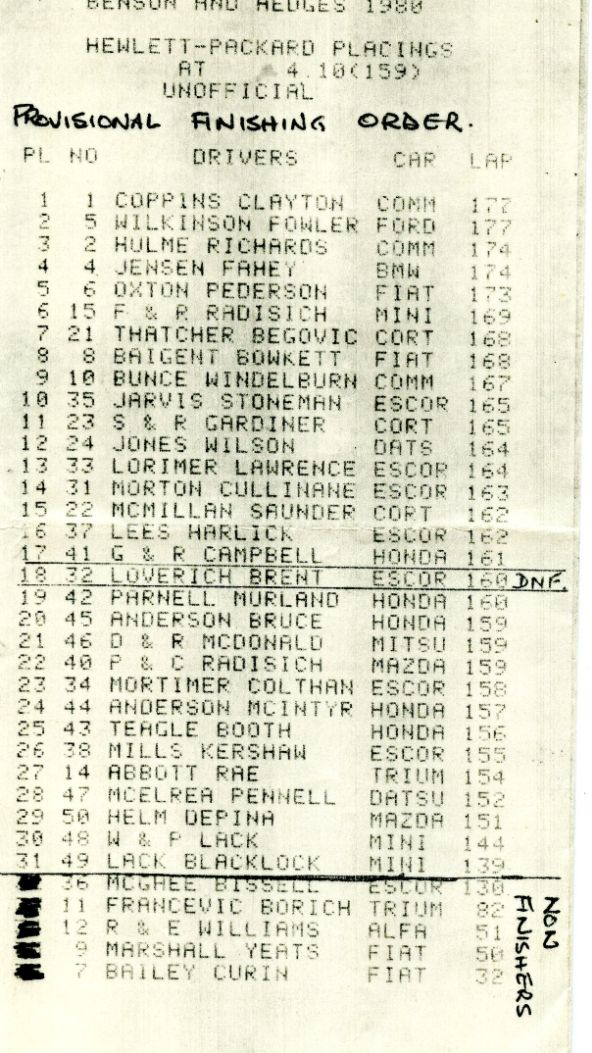 BENSON AND HEDGES 1980
HEWLETT-PACKARD PLACINGS
AT 4.10(159)
UNOFFICIAL
PROVISIONAL FINISHING ORDER.
PL NO DRIVERS CAR LAP
1 1 COPPINS CLAYTON COMM 177
2 5 WILKINSON FOWLER FORD 177
3 2 HULME RICHARDS COMM 174
4 4 JENSEN FAHEY BMW 174
5 6 OXTON PEDERSON FIAT 173
6 15 F & R RADISICH MINI 169
7 21 THATCHER BEGOVIC CORT 168
8 8 BAIGENT BOWKETT FIAT 168
9 10 BUNCE WINDELBURN COMM 167
10 35 JARVIS STONEMAN ESCOR 165
11 23 S & R GARDINER CORT 165
12 24 JONES WILSON DATS 164
13 33 LORIMER LAWRENCE ESCOR 164
14 31 MORTON CULLINANE ESCOR 163
15 22 MCMILLAN SAUNDER CORT 162
16 37 LEES HARLICK ESCOR 162
17 41 G & R CAMPBELL HONDA 161
18 32 LOVERICH BRENT ESCOR 160 DNF.
19 42 PARNELL MURLAND HONDA 160
20 45 ANDERSON BRUCE HONDA 159
21 46 D & R MCDONALD MITSU 159
22 40 P & C RADISICH MAZDA 159
23 34 MORTIMER COLTHAN ESCOR 158
24 44 ANDERSON MCINTYR HONDA 157
25 43 TEAGLE BOOTH HONDA 156
26 38 MILLS KERSHAW ESCOR 155
27 14 ABBOTT RAE TRIUM 154
28 47 MCELREA PENNELL DATSU 152
29 50 HELM DEPINA MAZDA 151
30 48 W & P LACK MINI 144
31 49 LACK BLACKLOCK MINI 139
36 MCGHEE BISSELL ESCOR 130
11 FRANCEVIC BORICH TRIUM 82
12 R & E WILLIAMS ALFA 51
9 MARSHALL YEATS FIAT 50
7 BAILEY CURIN FIAT 32
NON
FINISHERS